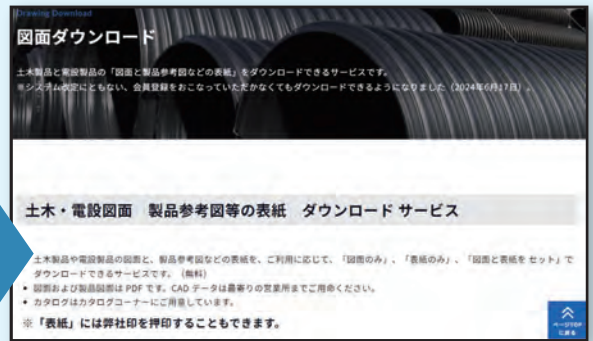 Drawing Download
図面ダウンロード
土木製品と電設製品の「図面と製品参考図などの表紙」をダウンロードできるサービスです。
※システム改定にともない、会員登録をおこなっていただかなくてもダウンロードできるようになりました（2024年6月17日）。
土木・電設図面　製品参考図等の表紙　ダウンロード サービス
土木製品や電設製品の図面と、製品参考図などの表紙を、ご利用に応じて、「図面のみ」、「表紙のみ」、「図面と表紙を セット」で
ダウンロードできるサービスです。（無料）
• 図面および製品図面は PDF です。CAD データは最寄りの営業所までご用命ください。
• カタログはカタログコーナーにご用意しています。
※「表紙」には弊社印を押印することもできます。
ページTOP
に戻る